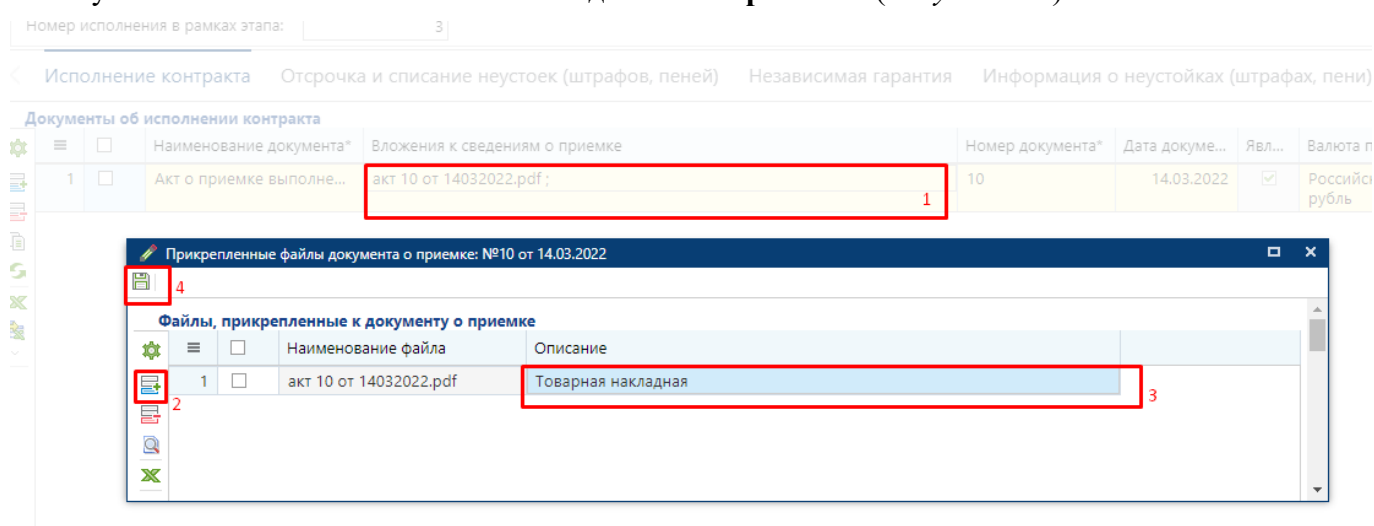 Номер исполнения в рамках этапа: 3
Исполнение контракта Отсрочка и списание неустоек (штрафов, пеней) Независимая гарантия Информация о неустойках (штрафах, пени)
Документы об исполнении контракта
Наименование документа* Вложения к сведениям о приемке Номер документа* Дата докуме... Явл... Валюта п
1 Акт о приемке выполне... акт 10 от 14032022.pdf ; 10 14.03.2022 Российск
рубль
1
Прикрепленные файлы документа о приемке: №10 от 14.03.2022
4
Файлы, прикрепленные к документу о приемке
Наименование файла Описание
1 акт 10 от 14032022.pdf Товарная накладная
2
3